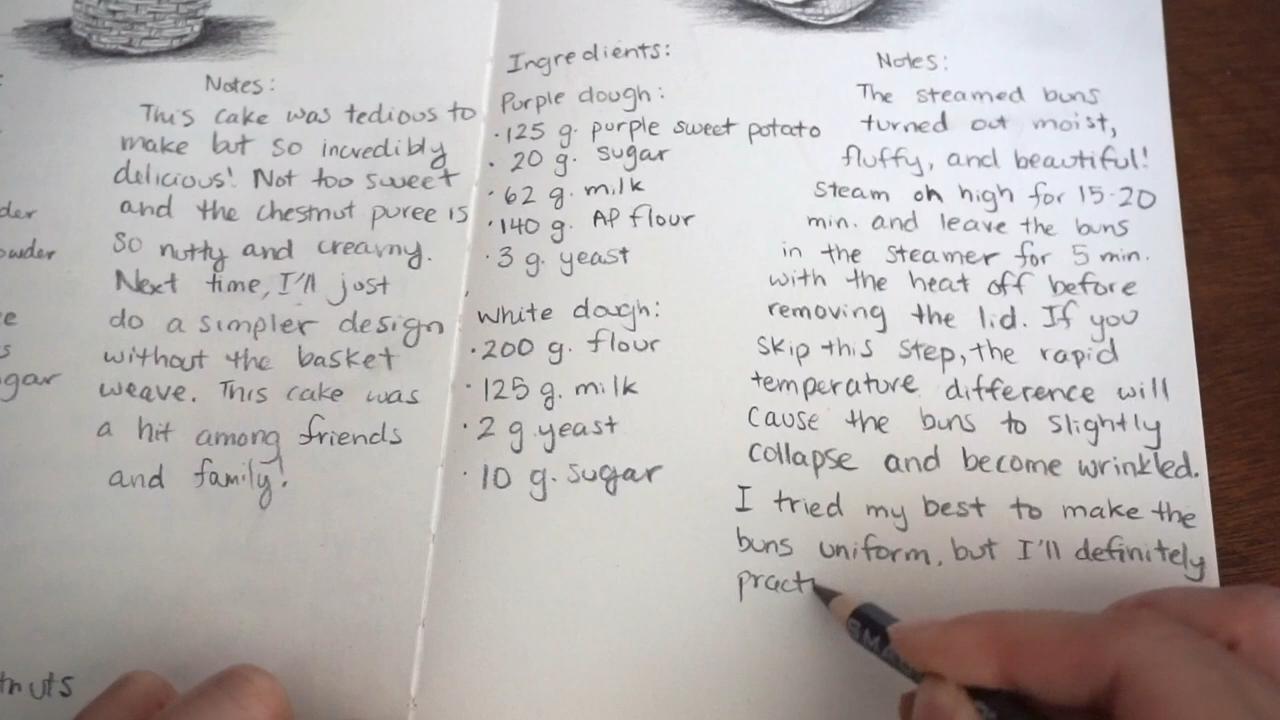 der
owder
e
s
gar
tnuts
Notes:
This cake was tedious to
make but so incredibly
delicious! Not too sweet
and the chestnut puree is
so nutty and creamy.
Next time, I'll just
do a simpler design
without the basket
weave. This cake was
a hit among friends
and family!
Ingredients:
Purple dough:
·125 g. purple sweet potato
· 20 g. sugar
· 62 g. milk
·140 g. AP flour
·3 g. yeast
White dough:
·200 g. flour
·125 g. milk
·2 g. yeast
·10 g. sugar
Notes:
The steamed buns
turned out moist,
fluffy, and beautiful!
Steam on high for 15-20
min. and leave the buns
in the steamer for 5 min.
with the heat off before
removing the lid. If you
skip this step, the rapid
temperature difference will
cause the buns to slightly
collapse and become wrinkled.
I tried my best to make the
buns uniform, but I'll definitely
pract